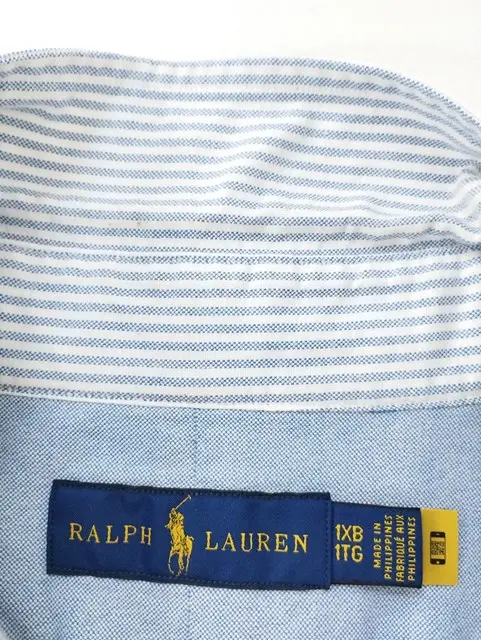 RALPH LAUREN
1XB
1TG
MADE IN
PHILIPPINES
FABRIQUÉ AUX
PHILIPPINES